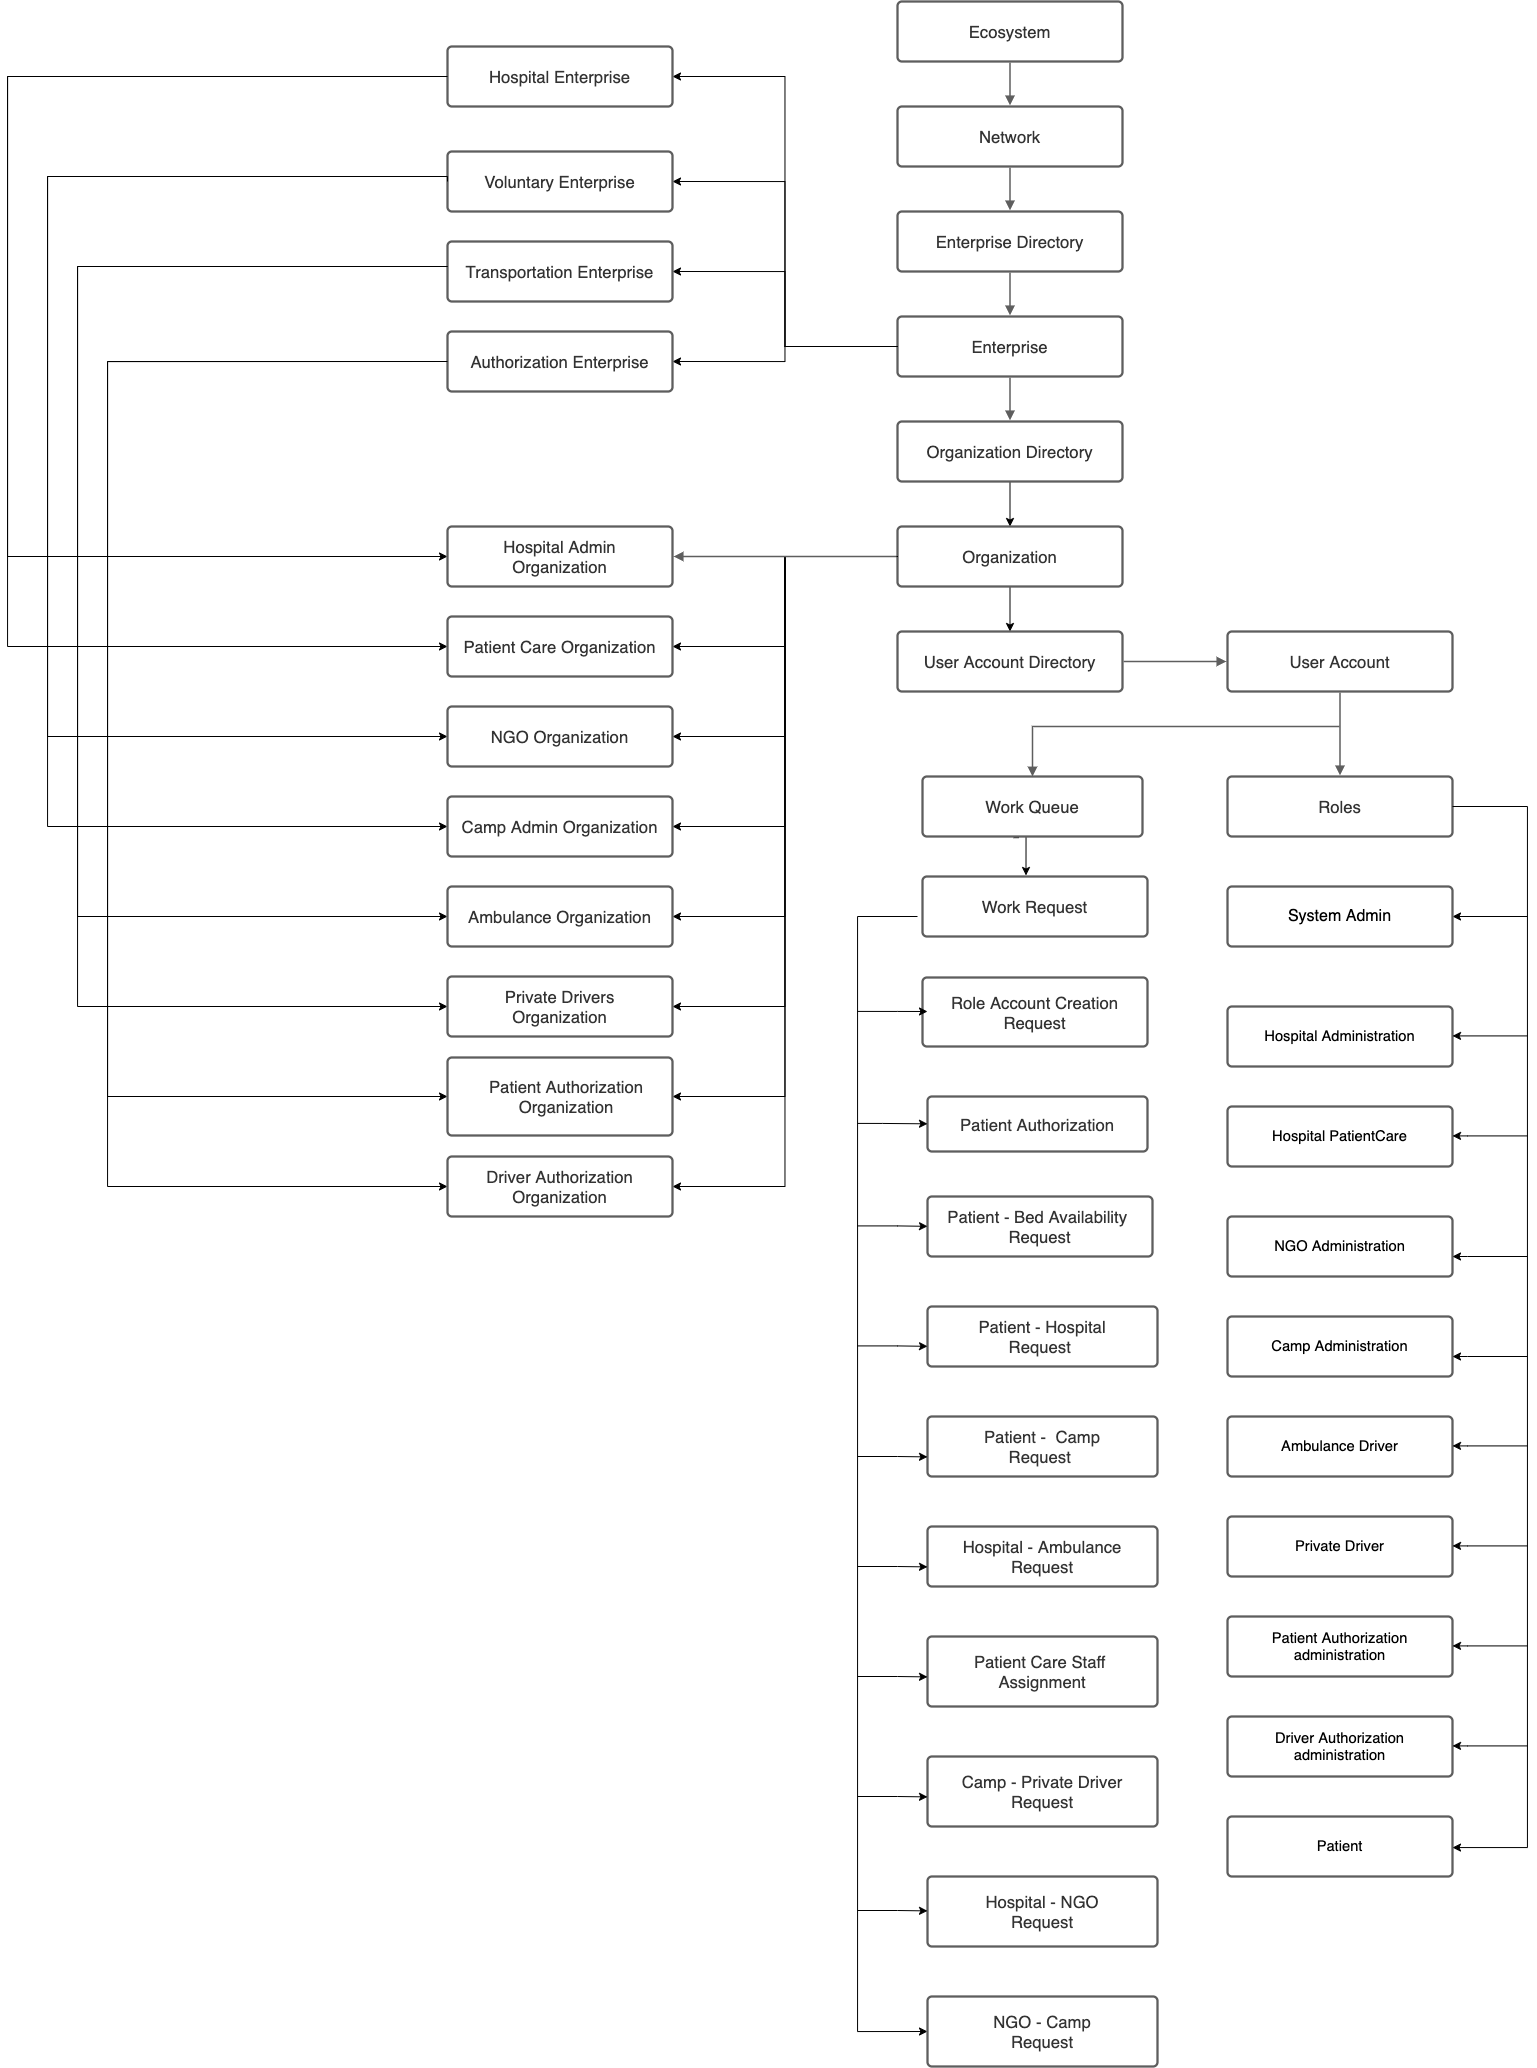 Ecosystem
Hospital Enterprise
Network
Voluntary Enterprise
Enterprise Directory
Transportation Enterprise
Enterprise
Authorization Enterprise
Organization Directory
Hospital Admin
Organization
Organization
Patient Care Organization
User Account Directory
User Account
NGO Organization
Work Queue
Roles
Camp Admin Organization
Work Request
System Admin
Ambulance Organization
Private Drivers
Organization
Role Account Creation
Request
Hospital Administration
Patient Authorization
Organization
Patient Authorization
Hospital PatientCare
Driver Authorization
Organization
Patient - Bed Availability
Request
NGO Administration
Patient - Hospital
Request
Camp Administration
Patient -  Camp
Request
Ambulance Driver
Hospital - Ambulance
Request
Private Driver
Patient Care Staff
Assignment
Patient Authorization
administration
Camp - Private Driver
Request
Driver Authorization
administration
Patient
Hospital - NGO
Request
NGO - Camp
Request